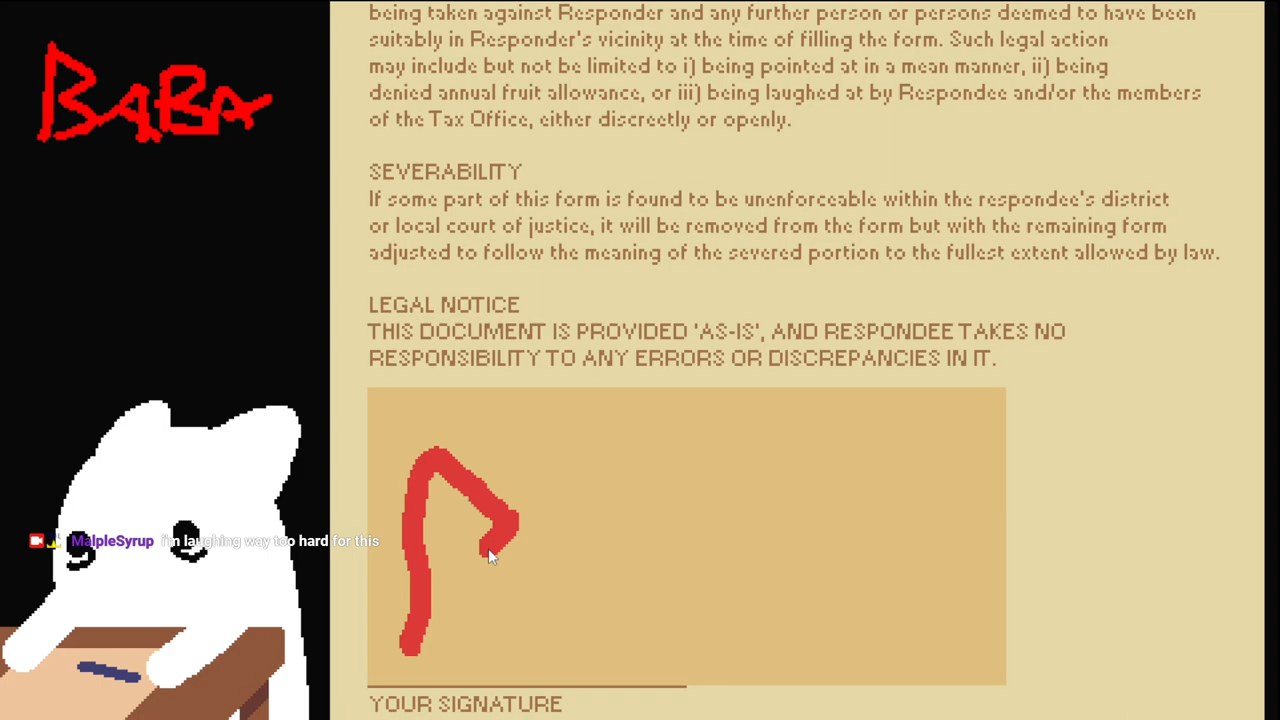 BABA
being taken against Responder and any further person or persons deemed to have been
suitably in Responder's vicinity at the time of filling the form. Such legal action
may include but not be limited to i) being pointed at in a mean manner, ii) being
denied annual fruit allowance, or iii) being laughed at by Respondee and/or the members
of the Tax Office, either discreetly or openly.
SEVERABILITY
If some part of this form is found to be unenforceable within the respondee's district
or local court of justice, it will be removed from the form but with the remaining form
adjusted to follow the meaning of the severed portion to the fullest extent allowed by law.
LEGAL NOTICE
THIS DOCUMENT IS PROVIDED 'AS-IS', AND RESPONDEE TAKES NO
RESPONSIBILITY TO ANY ERRORS OR DISCREPANCIES IN IT.
MalpleSyrup i'm laughing way too hard for this
YOUR SIGNATURE